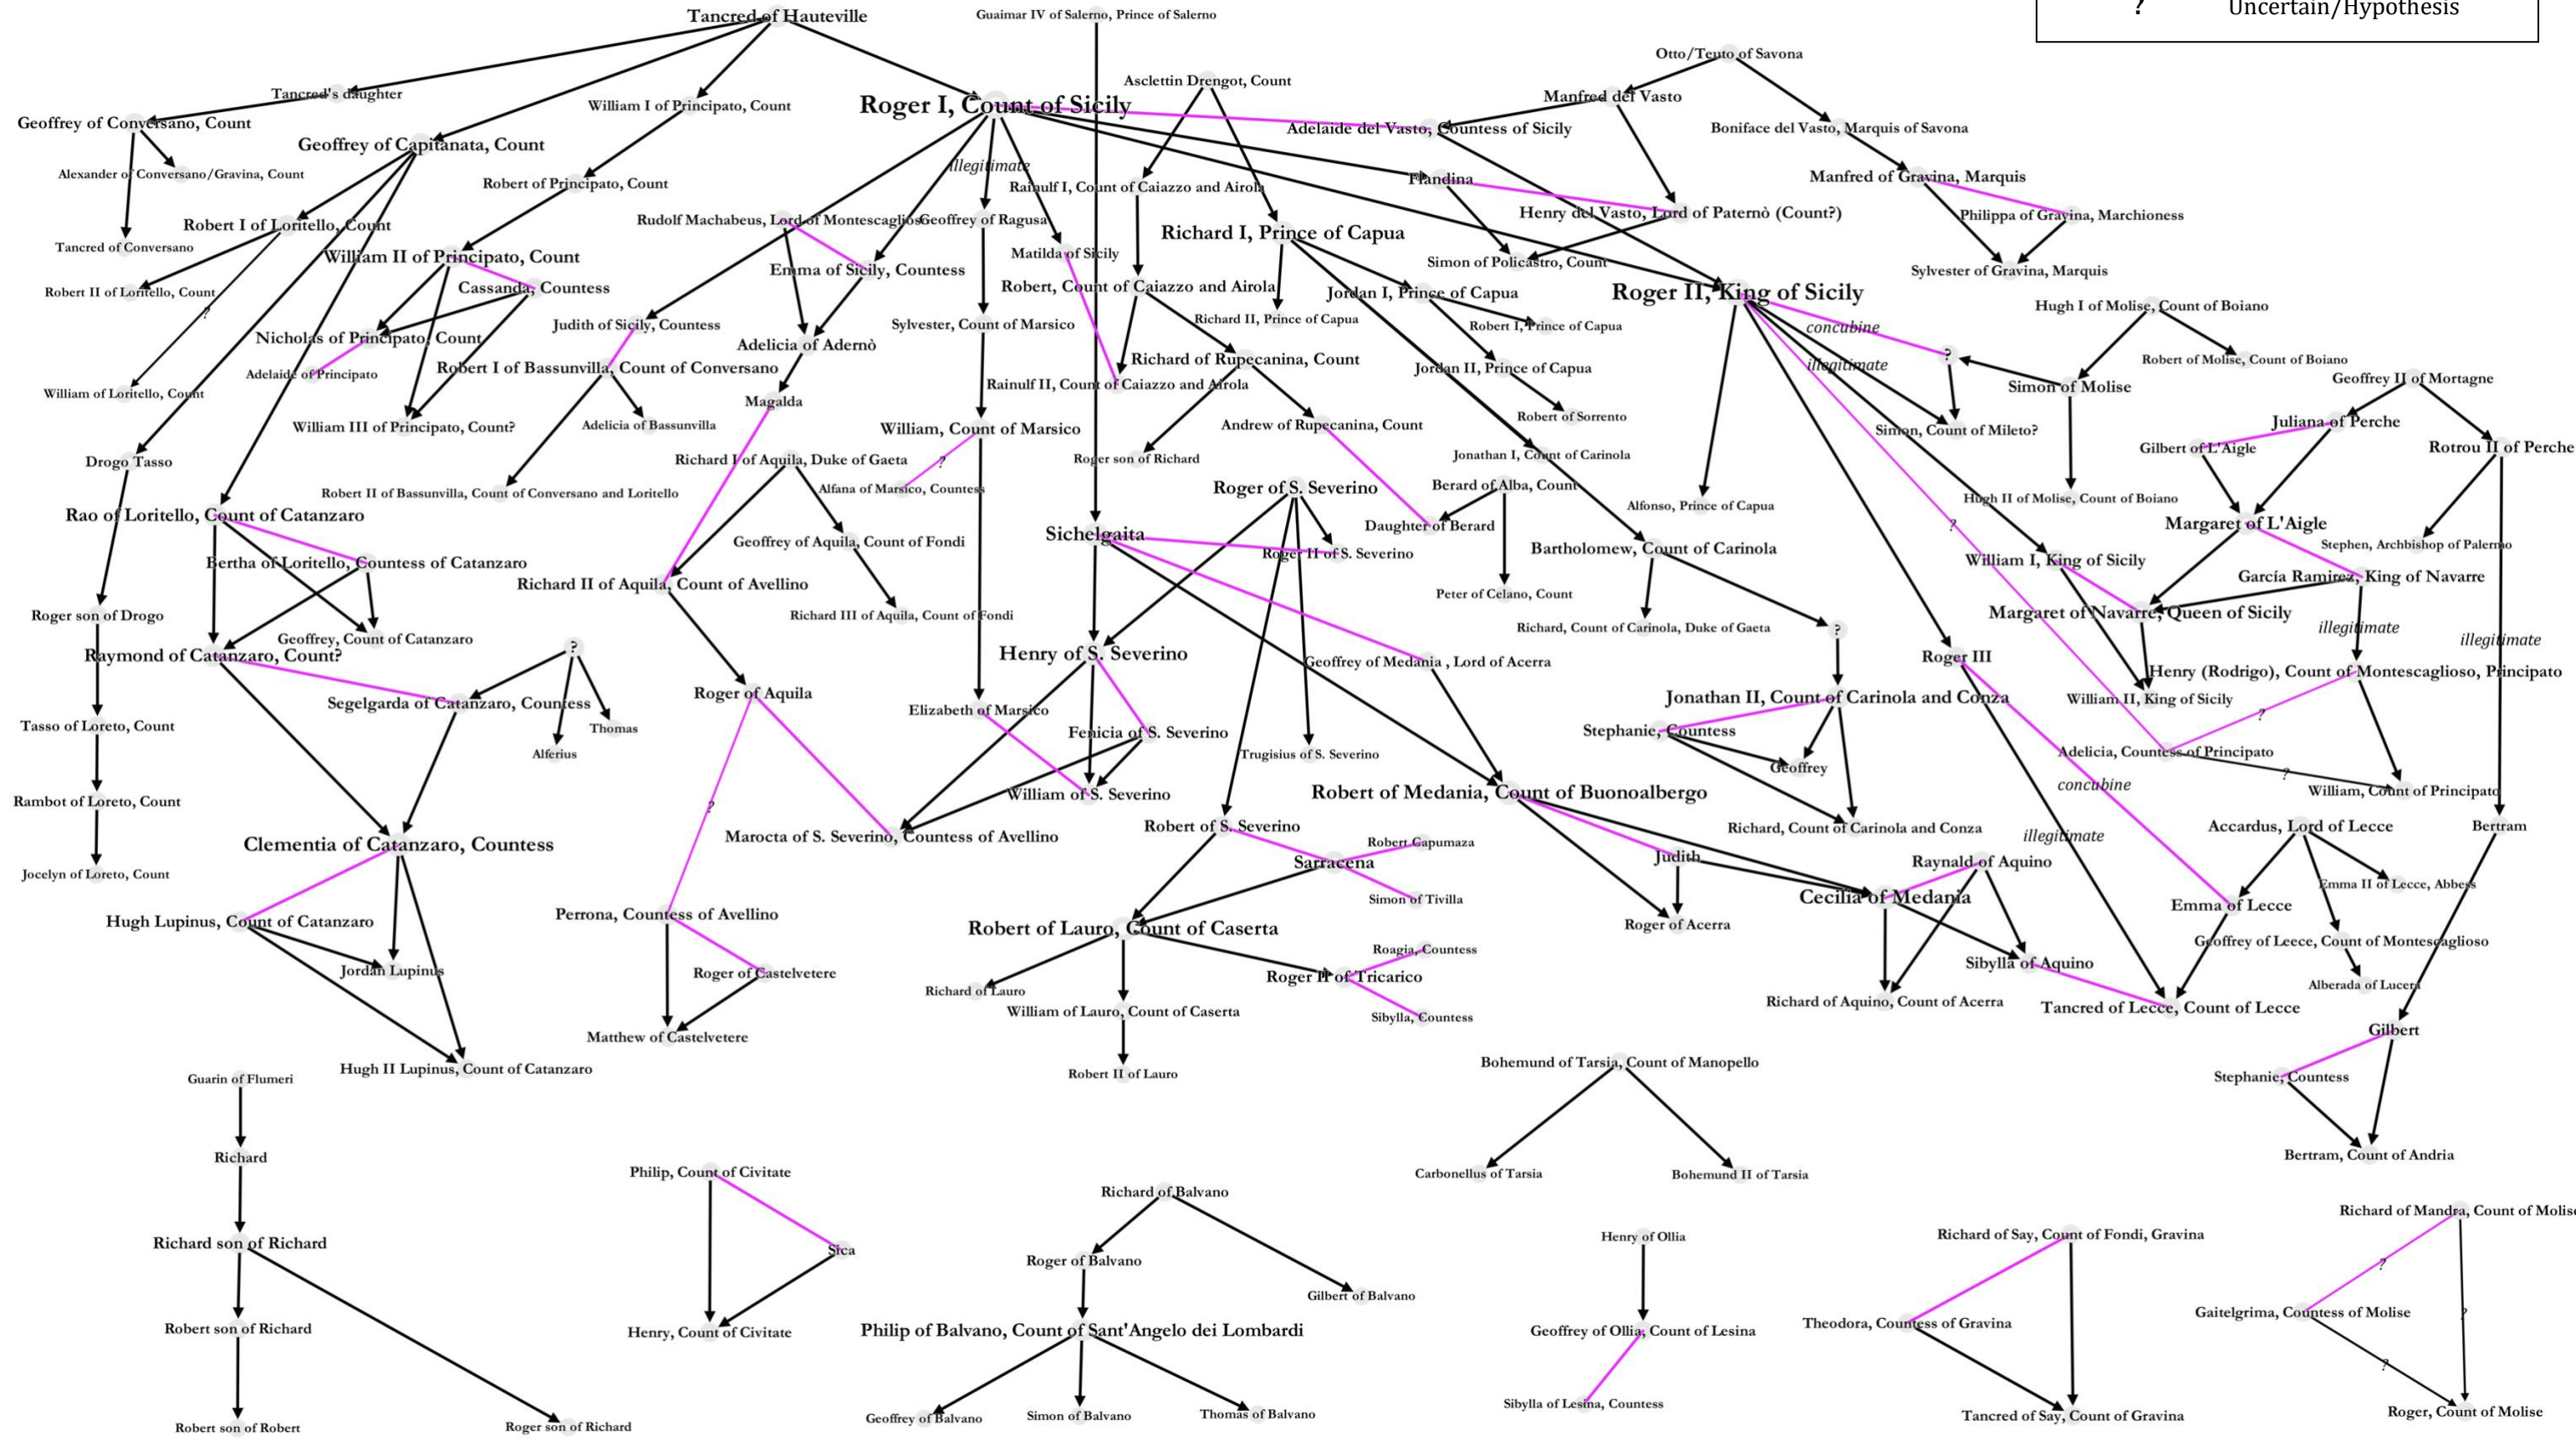 ? Uncertain/Hypothesis
Tancred of Hauteville
Guaimar IV of Salerno, Prince of Salerno
Otto/Teuto of Savona
Asclettin Drengot, Count
Tancred's daughter
William I of Principato, Count
Roger I, Count of Sicily
Manfred del Vasto
Geoffrey of Conversano, Count
Adelaide del Vasto, Countess of Sicily
Boniface del Vasto, Marquis of Savona
Geoffrey of Capitanata, Count
illegitimate
Alexander of Conversano/Gravina, Count
Robert of Principato, Count
Rainulf I, Count of Caiazzo and Airola
Flandina
Manfred of Gravina, Marquis
Robert I of Loritello, Count
Rudolf Machabeus, Lord of Montescaglioso
Geoffrey of Ragusa
Henry del Vasto, Lord of Paternò (Count?)
Philippa of Gravina, Marchioness
Tancred of Conversano
Richard I, Prince of Capua
William II of Principato, Count
Matilda of Sicily
Emma of Sicily, Countess
Simon of Policastro, Count
Sylvester of Gravina, Marquis
Robert II of Loritello, Count
Cassanda, Countess
Robert, Count of Caiazzo and Airola
Jordan I, Prince of Capua
Roger II, King of Sicily
Hugh I of Molise, Count of Boiano
?
Judith of Sicily, Countess
Sylvester, Count of Marsico
Richard II, Prince of Capua
Robert I, Prince of Capua
concubine
Nicholas of Principato, Count
Adelicia of Adernò
?
Robert of Molise, Count of Boiano
Adelaide of Principato
Robert I of Bassunvilla, Count of Conversano
Richard of Rupecanina, Count
Jordan II, Prince of Capua
illegitimate
Geoffrey II of Mortagne
William of Loritello, Count
Magalda
Rainulf II, Count of Caiazzo and Airola
Simon of Molise
William III of Principato, Count?
Adelicia of Bassunvilla
William, Count of Marsico
Andrew of Rupecanina, Count
Robert of Sorrento
Simon, Count of Mileto?
Juliana of Perche
Drogo Tasso
Richard I of Aquila, Duke of Gaeta
?
Roger son of Richard
Jonathan I, Count of Carinola
Gilbert of L'Aigle
Rotrou II of Perche
Robert II of Bassunvilla, Count of Conversano and Loritello
Alfana of Marsico, Countess
Roger of S. Severino
Berard of Alba, Count
Alfonso, Prince of Capua
Hugh II of Molise, Count of Boiano
Rao of Loritello, Count of Catanzaro
Sichelgaita
Daughter of Berard
?
Margaret of L'Aigle
Geoffrey of Aquila, Count of Fondi
Roger II of S. Severino
Bartholomew, Count of Carinola
Stephen, Archbishop of Palermo
Bertha of Loritello, Countess of Catanzaro
William I, King of Sicily
Richard II of Aquila, Count of Avellino
García Ramirez, King of Navarre
Peter of Celano, Count
Roger son of Drogo
Richard III of Aquila, Count of Fondi
Margaret of Navarre, Queen of Sicily
Geoffrey, Count of Catanzaro
Richard, Count of Carinola, Duke of Gaeta
?
illegitimate
illegitimate
Raymond of Catanzaro, Count?
?
Henry of S. Severino
Geoffrey of Medania , Lord of Acerra
Roger III
Henry (Rodrigo), Count of Montescaglioso, Principato
Segelgarda of Catanzaro, Countess
Roger of Aquila
Jonathan II, Count of Carinola and Conza
William II, King of Sicily
Tasso of Loreto, Count
Thomas
Elizabeth of Marsico
Fenicia of S. Severino
Stephanie, Countess
?
Alferius
Trugisius of S. Severino
Geoffrey
Adelicia, Countess of Principato
?
Rambot of Loreto, Count
?
William of S. Severino
Robert of Medania, Count of Buonoalbergo
concubine
William, Count of Principato
Clementia of Catanzaro, Countess
Marocta of S. Severino, Countess of Avellino
Robert of S. Severino
Richard, Count of Carinola and Conza
illegitimate
Accardus, Lord of Lecce
Bertram
Jocelyn of Loreto, Count
Robert Capumaza
Sarracena
Judith
Raynald of Aquino
Emma II of Lecce, Abbess
Hugh Lupinus, Count of Catanzaro
Perrona, Countess of Avellino
Simon of Tivilla
Cecilia of Medania
Emma of Lecce
Robert of Lauro, Count of Caserta
Roger of Acerra
Jordan Lupinus
Roger of Castelvetere
Roagia, Countess
Geoffrey of Leece, Count of Montescaglioso
Richard of Lauro
Roger II of Tricarico
Sibylla of Aquino
Alberada of Lucera
William of Lauro, Count of Caserta
Sibylla, Countess
Richard of Aquino, Count of Acerra
Tancred of Lecce, Count of Lecce
Matthew of Castelvetere
Gilbert
Hugh II Lupinus, Count of Catanzaro
Robert II of Lauro
Bohemund of Tarsia, Count of Manopello
Guarin of Flumeri
Stephanie, Countess
Richard
Philip, Count of Civitate
Carbonellus of Tarsia
Bohemund II of Tarsia
Bertram, Count of Andria
Richard of Balvano
Richard of Mandra, Count of Molise
Richard son of Richard
Sica
Roger of Balvano
Henry of Ollia
Richard of Say, Count of Fondi, Gravina
?
Gilbert of Balvano
Robert son of Richard
Henry, Count of Civitate
Philip of Balvano, Count of Sant'Angelo dei Lombardi
Geoffrey of Ollia, Count of Lesina
Theodora, Countess of Gravina
Gaitelgrima, Countess of Molise
?
?
Robert son of Robert
Roger son of Richard
Geoffrey of Balvano
Simon of Balvano
Thomas of Balvano
Sibylla of Lesina, Countess
Tancred of Say, Count of Gravina
Roger, Count of Molise